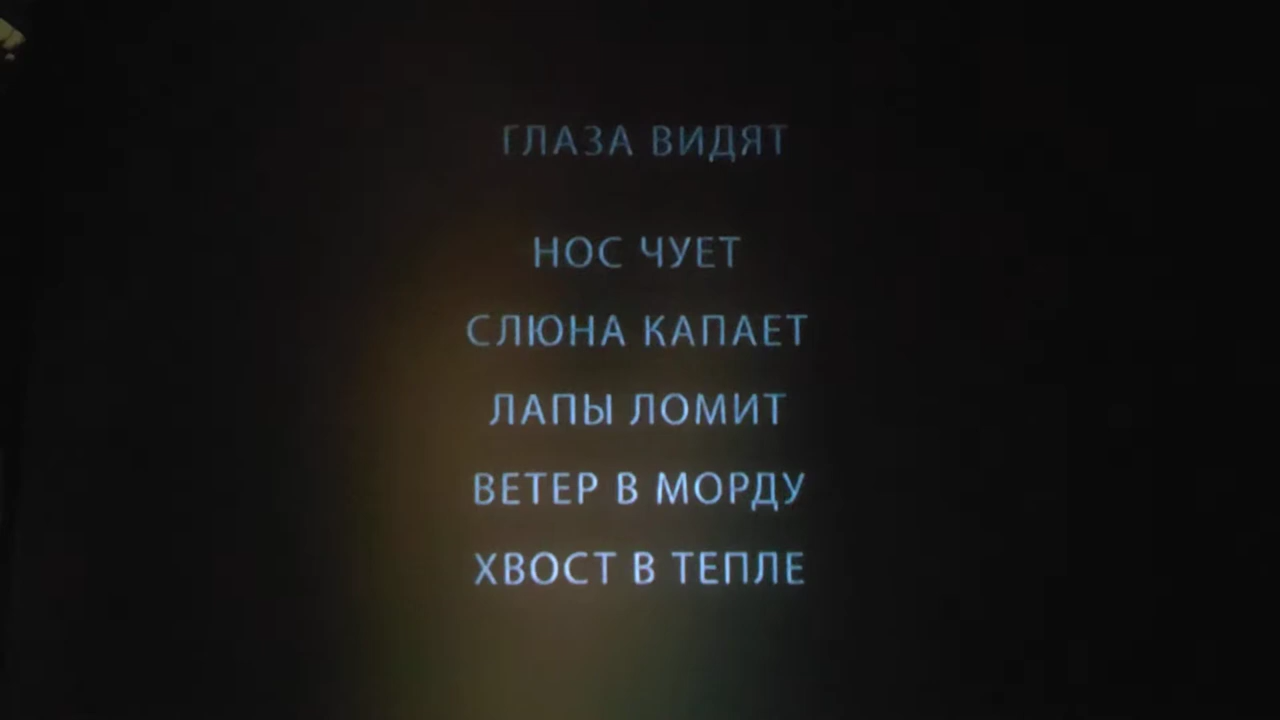 ГЛАЗА ВИДЯТ
НОС ЧУЕТ
СЛЮНА КАПАЕТ
ЛАПЫ ЛОМИТ
ВЕТЕР В МОРДУ
ХВОСТ В ТЕПЛЕ